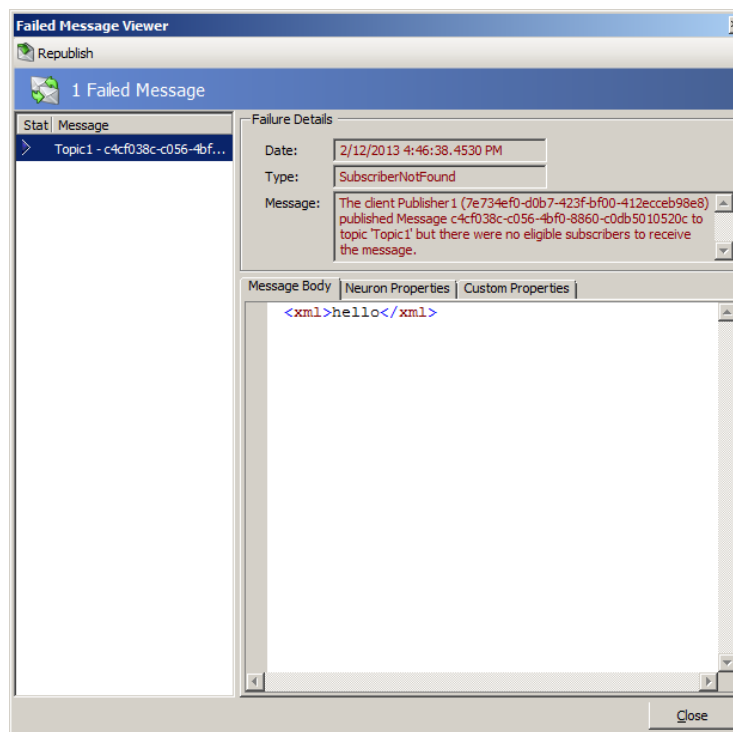 Failed Message Viewer
Republish
1 Failed Message
Stat Message
Topic1 - c4cf038c-c056-4bf...
Failure Details
Date: 2/12/2013 4:46:38.4530 PM
Type: SubscriberNotFound
Message: The client Publisher1 (7e734ef0-d0b7-423f-bf00-412ecceb98e8)
published Message c4cf038c-c056-4bf0-8860-c0db5010520c to
topic 'Topic1' but there were no eligible subscribers to receive
the message.
Message Body Neuron Properties Custom Properties
<xml>hello</xml>
Close